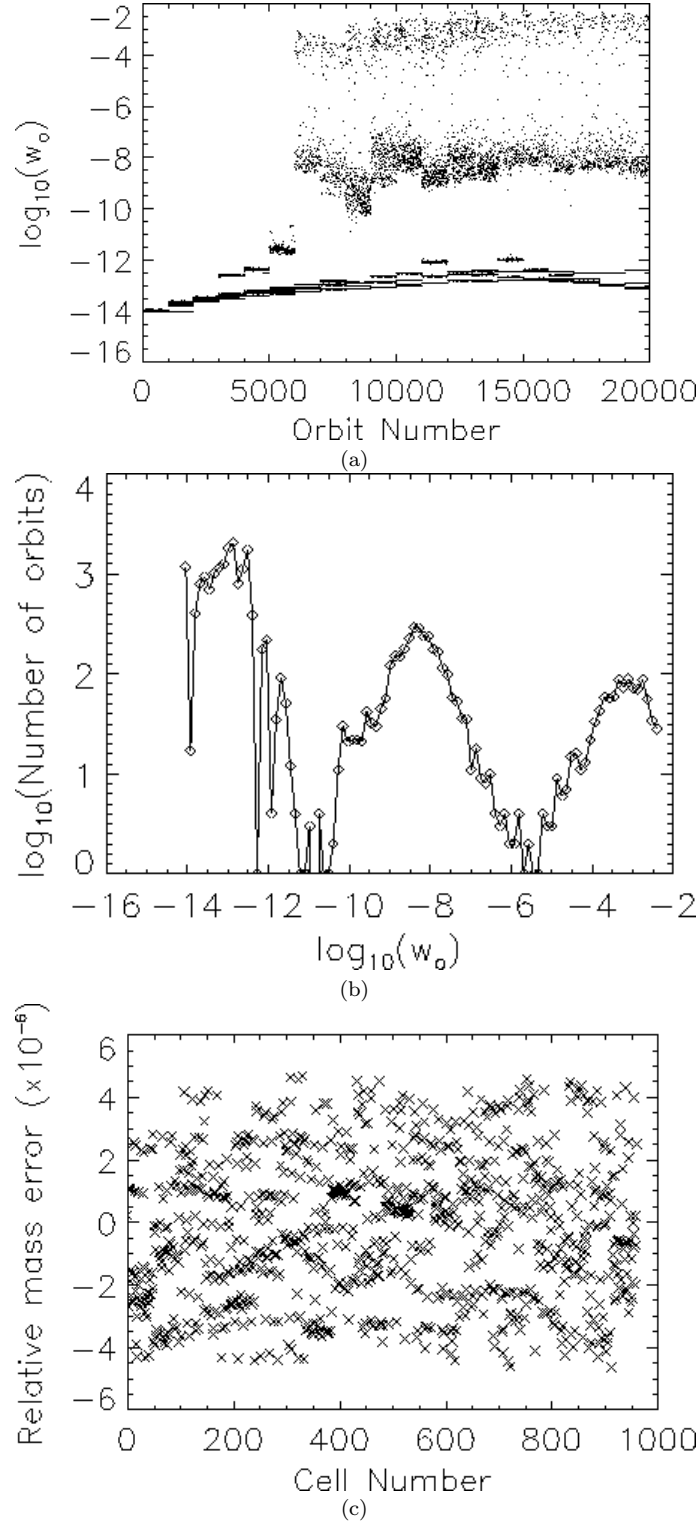 −2
−4
−6
−8
−10
−12
−14
−16
log₁₀(wₒ)
0 5000 10000 15000 20000
Orbit Number
(a)
4
3
2
1
0
log₁₀(Number of orbits)
−16 −14 −12 −10 −8 −6 −4 −2
log₁₀(wₒ)
(b)
6
4
2
0
−2
−4
−6
Relative mass error (x10⁻⁶)
0 200 400 600 800 1000
Cell Number
(c)